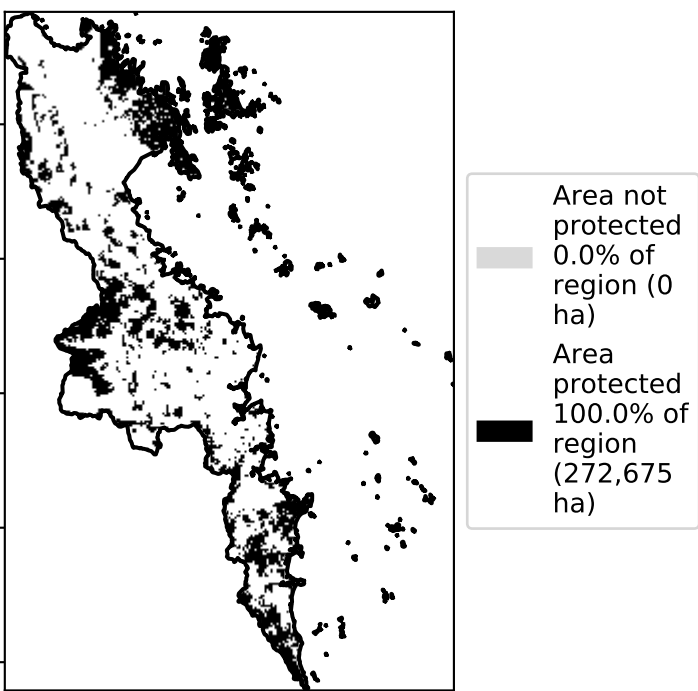 Area not
protected
0.0% of
region (0
ha)
Area
protected
100.0% of
region
(272,675
ha)